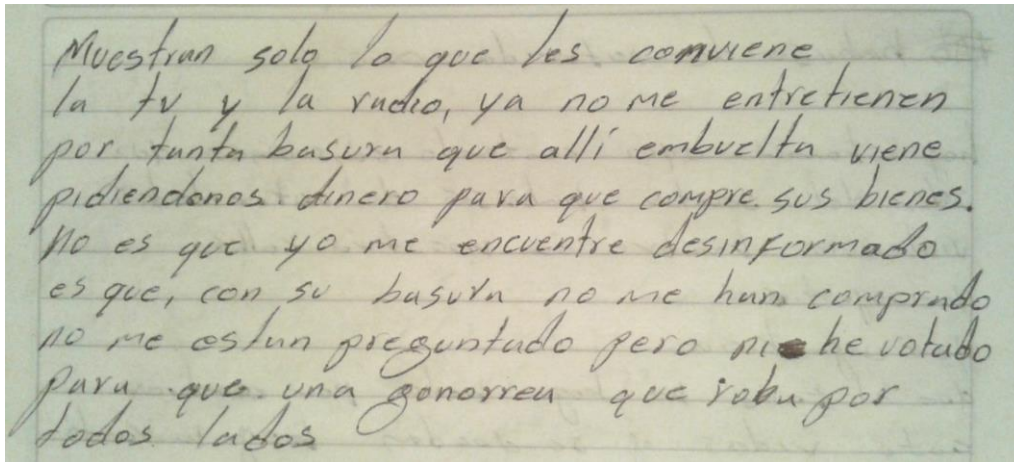 Muestran solo lo que les conviene
la tv y la radio, ya no me entretienen
por tanta basura que alli embuelta viene
pidiendonos dinero para que compre sus bienes.
No es que yo me encuentre desinformado
es que, con su basura no me han comprado
no me estan preguntado pero ni he votado
para que una gonorrea que roba por
todos lados